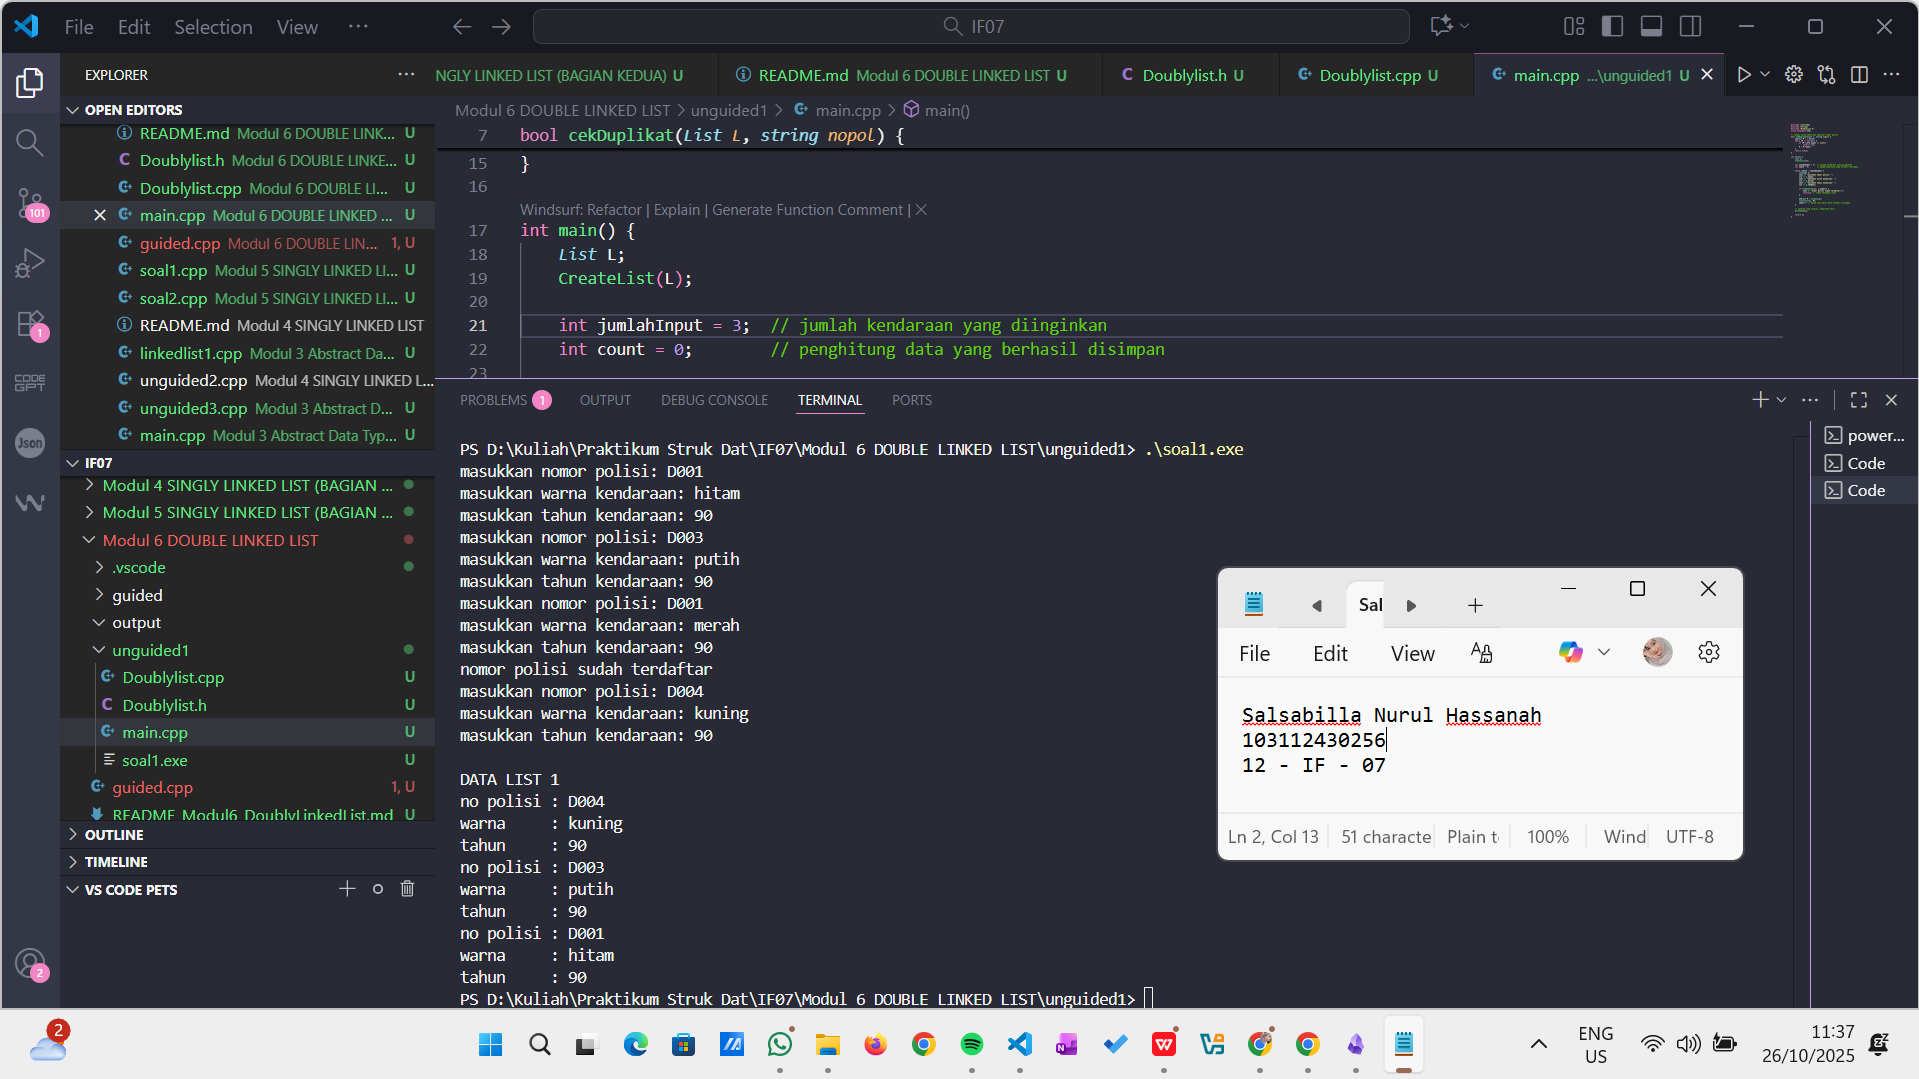 File Edit Selection View ···
IF07
EXPLORER
NGLY LINKED LIST (BAGIAN KEDUA) U
README.md Modul 6 DOUBLE LINKED LIST U
Doublylist.h U
Doublylist.cpp U
main.cpp ...\unguided1 U
OPEN EDITORS
README.md Modul 6 DOUBLE LINK... U
Doublylist.h Modul 6 DOUBLE LINKE... U
Doublylist.cpp Modul 6 DOUBLE LI... U
main.cpp Modul 6 DOUBLE LINKED ... U
guided.cpp Modul 6 DOUBLE LIN... 1, U
soal1.cpp Modul 5 SINGLY LINKED LI... U
soal2.cpp Modul 5 SINGLY LINKED LI... U
README.md Modul 4 SINGLY LINKED LIST
linkedlist1.cpp Modul 3 Abstract Da... U
unguided2.cpp Modul 4 SINGLY LINKED L...
unguided3.cpp Modul 3 Abstract D... U
main.cpp Modul 3 Abstract Data Typ... U
IF07
Modul 4 SINGLY LINKED LIST (BAGIAN ...
Modul 5 SINGLY LINKED LIST (BAGIAN ...
Modul 6 DOUBLE LINKED LIST
.vscode
guided
output
unguided1
Doublylist.cpp U
Doublylist.h U
main.cpp U
soal1.exe
guided.cpp 1, U
README_Modul6_DoublyLinkedList.md U
OUTLINE
TIMELINE
VS CODE PETS
101
1
CODE GPT
Json
2
Modul 6 DOUBLE LINKED LIST > unguided1 > main.cpp > main()
7 bool cekDuplikat(List L, string nopol) {
15 }
16
Windsurf: Refactor | Explain | Generate Function Comment | X
17 int main() {
18 List L;
19 CreateList(L);
20
21 int jumlahInput = 3; // jumlah kendaraan yang diinginkan
22 int count = 0; // penghitung data yang berhasil disimpan
23
PROBLEMS 1 OUTPUT DEBUG CONSOLE TERMINAL PORTS
power...
Code
Code
PS D:\Kuliah\Praktikum Struk Dat\IF07\Modul 6 DOUBLE LINKED LIST\unguided1> .\soal1.exe
masukkan nomor polisi: D001
masukkan warna kendaraan: hitam
masukkan tahun kendaraan: 90
masukkan nomor polisi: D003
masukkan warna kendaraan: putih
masukkan tahun kendaraan: 90
masukkan nomor polisi: D001
masukkan warna kendaraan: merah
masukkan tahun kendaraan: 90
nomor polisi sudah terdaftar
masukkan nomor polisi: D004
masukkan warna kendaraan: kuning
masukkan tahun kendaraan: 90
DATA LIST 1
no polisi : D004
warna : kuning
tahun : 90
no polisi : D003
warna : putih
tahun : 90
no polisi : D001
warna : hitam
tahun : 90
PS D:\Kuliah\Praktikum Struk Dat\IF07\Modul 6 DOUBLE LINKED LIST\unguided1>
Sal
File Edit View
Salsabilla Nurul Hassanah
103112430256
12 - IF - 07
Ln 2, Col 13 51 characte Plain t 100% Wind UTF-8
2
ENG
US
11:37
26/10/2025